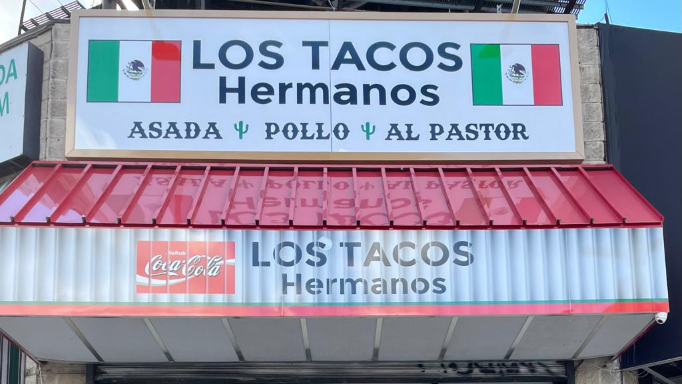 LOS TACOS
Hermanos
ASADA POLLO AL PASTOR
Coca-Cola
LOS TACOS
Hermanos